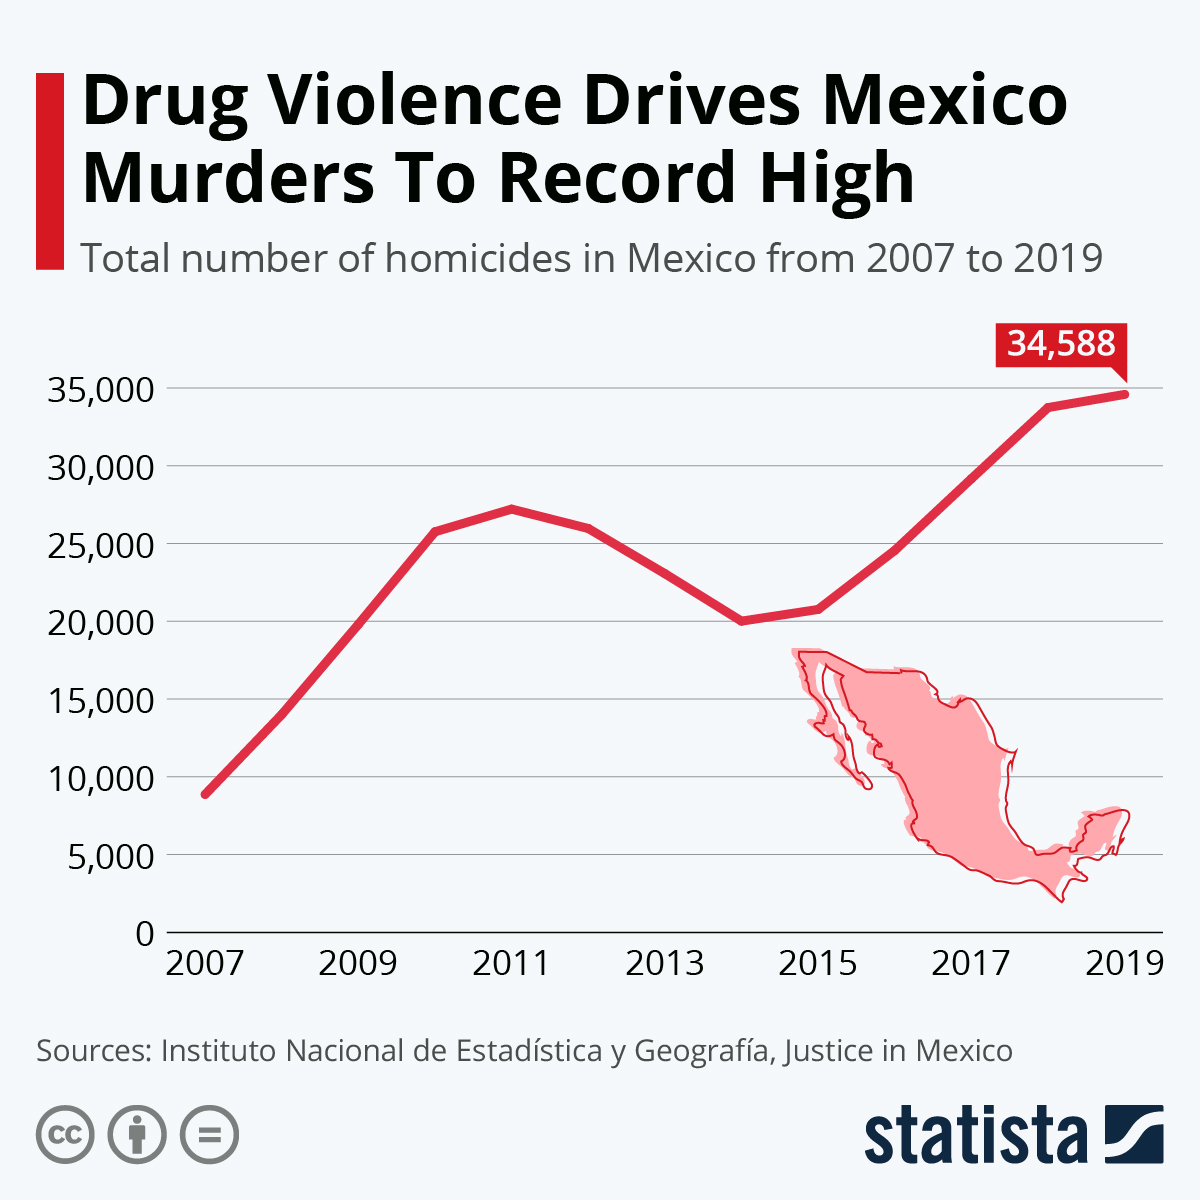 Drug Violence Drives Mexico
Murders To Record High
Total number of homicides in Mexico from 2007 to 2019
34,588
35,000
30,000
25,000
20,000
15,000
10,000
5,000
0
2007 2009 2011 2013 2015 2017 2019
Sources: Instituto Nacional de Estadística y Geografía, Justice in Mexico
cc
statista